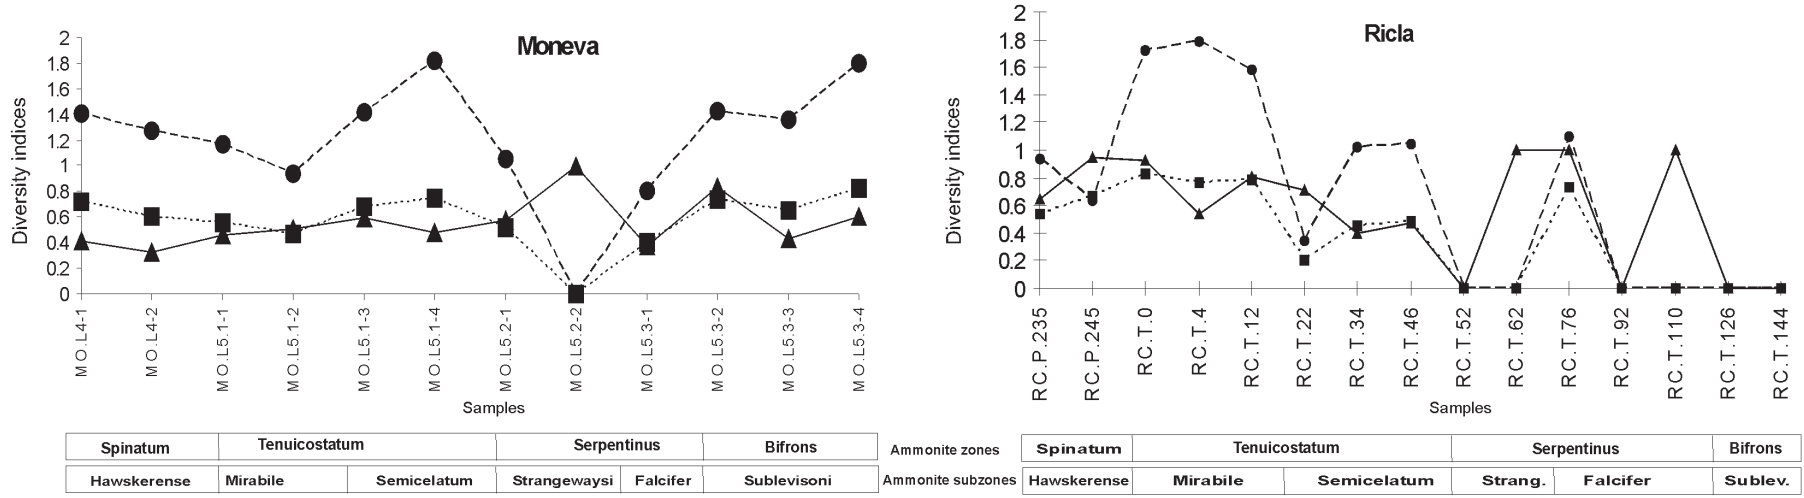 Moneva
Diversity indices
2
1.8
1.6
1.4
1.2
1
0.8
0.6
0.4
0.2
0
MO.L4-1
MO.L4-2
MO.L5.1-1
MO.L5.1-2
MO.L5.1-3
MO.L5.1-4
MO.L5.2-1
MO.L5.2-2
MO.L5.3-1
MO.L5.3-2
MO.L5.3-3
MO.L5.3-4
Samples
Spinatum Tenuicostatum Serpentinus Bifrons
Hawskerense Mirabile Semicelatum Strangewaysi Falcifer Sublevisoni
Ammonite zones
Ammonite subzones
Ricla
Diversity indices
2
1.8
1.6
1.4
1.2
1
0.8
0.6
0.4
0.2
0
RC.P.235
RC.P.245
RC.T.0
RC.T.4
RC.T.12
RC.T.22
RC.T.34
RC.T.46
RC.T.52
RC.T.62
RC.T.76
RC.T.92
RC.T.110
RC.T.126
RC.T.144
Samples
Spinatum Tenuicostatum Serpentinus Bifrons
Hawskerense Mirabile Semicelatum Strang. Falcifer Sublev.